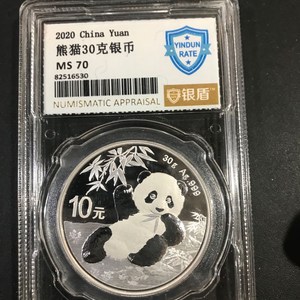 2020 China Yuan
熊猫30克银币
MS 70
82516530
NUMISMATIC APPRAISAL
YINDUN
RATE
银盾
30g Ag.999
10元